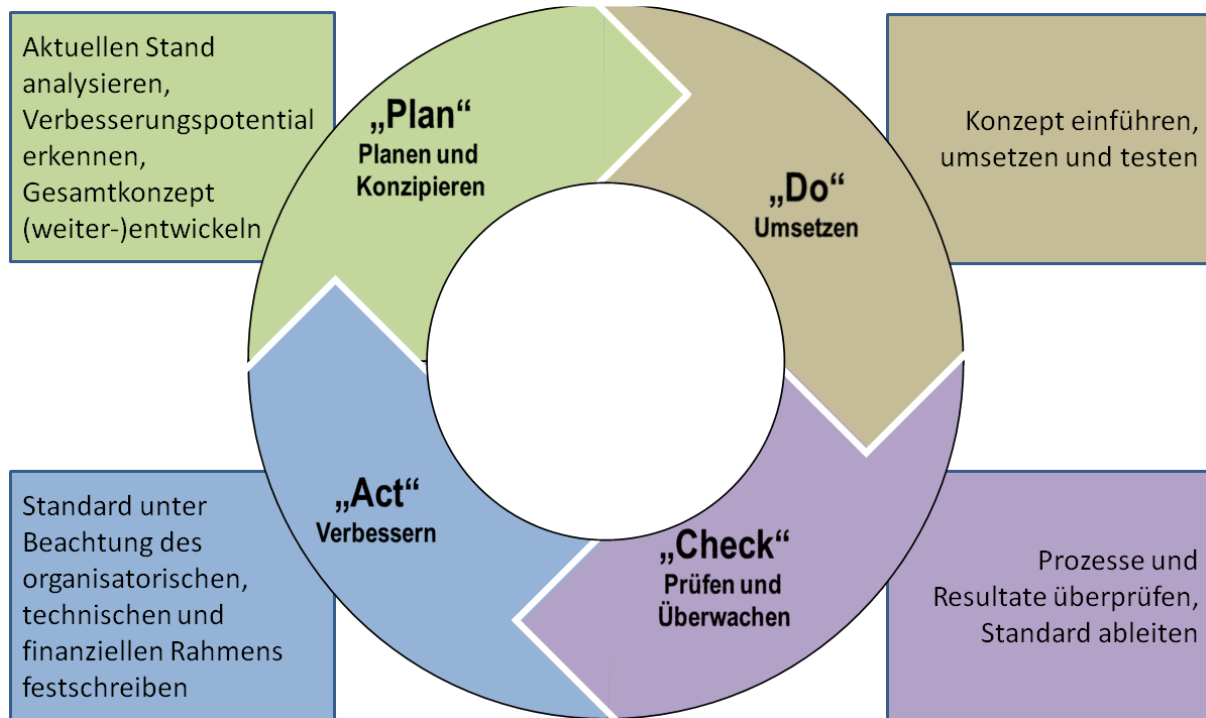 Aktuellen Stand
analysieren,
Verbesserungspotential
erkennen,
Gesamtkonzept
(weiter-)entwickeln
„Plan“
Planen und
Konzipieren
„Do“
Umsetzen
Konzept einführen,
umsetzen und testen
Standard unter
Beachtung des
organisatorischen,
technischen und
finanziellen Rahmens
festschreiben
„Act“
Verbessern
„Check“
Prüfen und
Überwachen
Prozesse und
Resultate überprüfen,
Standard ableiten